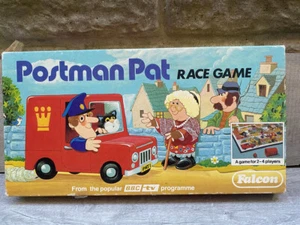 Postman Pat RACE GAME
A game for 2-4 players.
From the popular BBC tv programme
Falcon